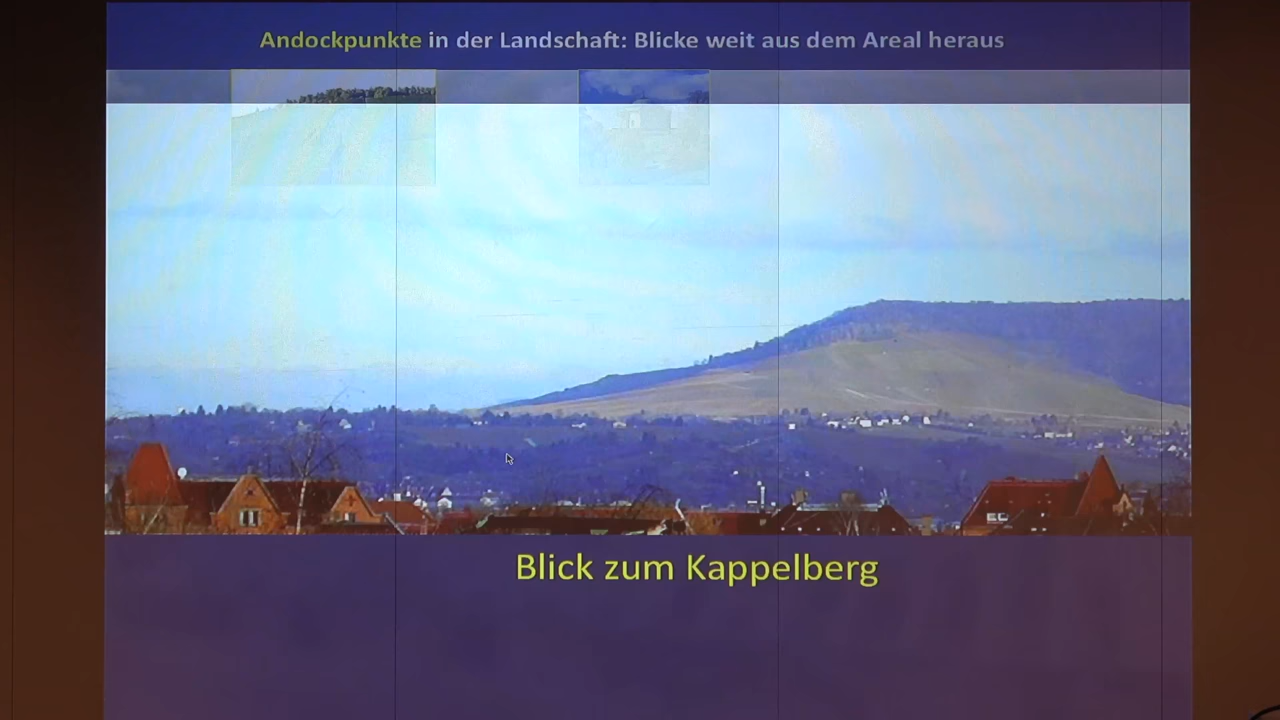 Andockpunkte in der Landschaft: Blicke weit aus dem Areal heraus
Blick zum Kappelberg